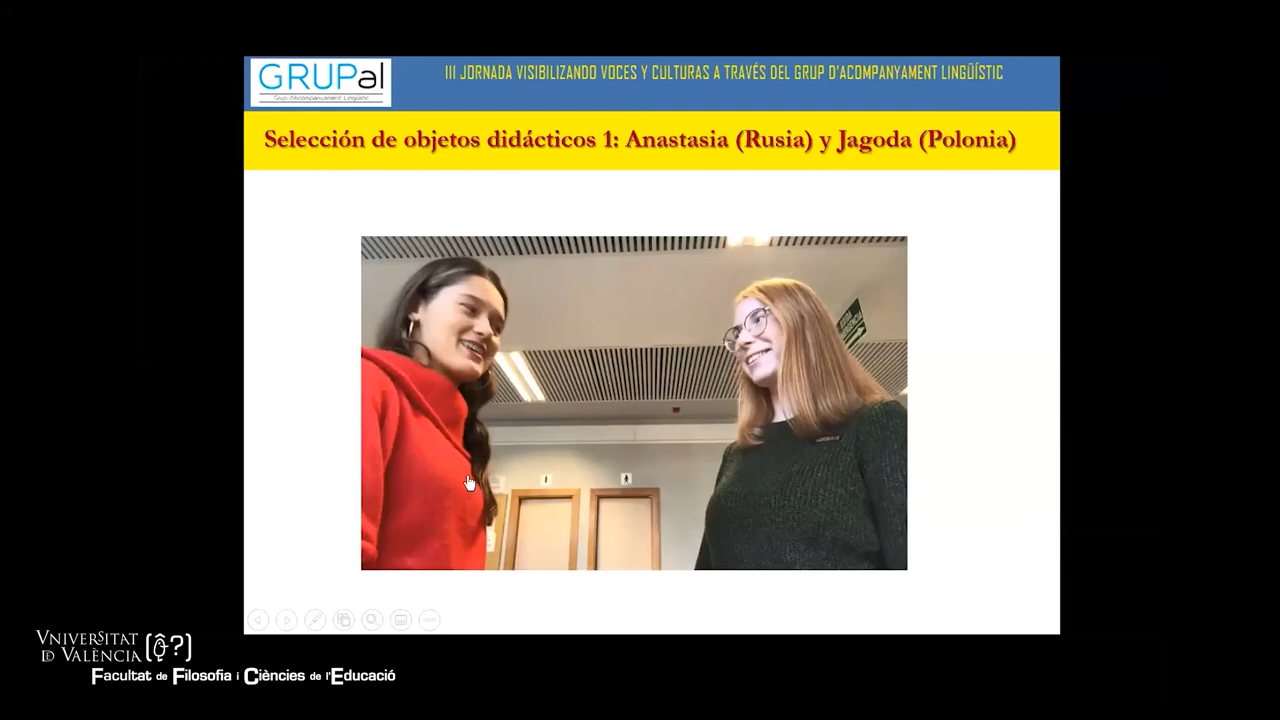 GRUPal
Grup d'Acompanyament Lingüístic
III JORNADA VISIBILIZANDO VOCES Y CULTURAS A TRAVÉS DEL GRUP D'ACOMPANYAMENT LINGÜÍSTIC
Selección de objetos didácticos 1: Anastasia (Rusia) y Jagoda (Polonia)
VNIVERSITAT
DE VALÈNCIA
Facultat de Filosofia i Ciències de l'Educació